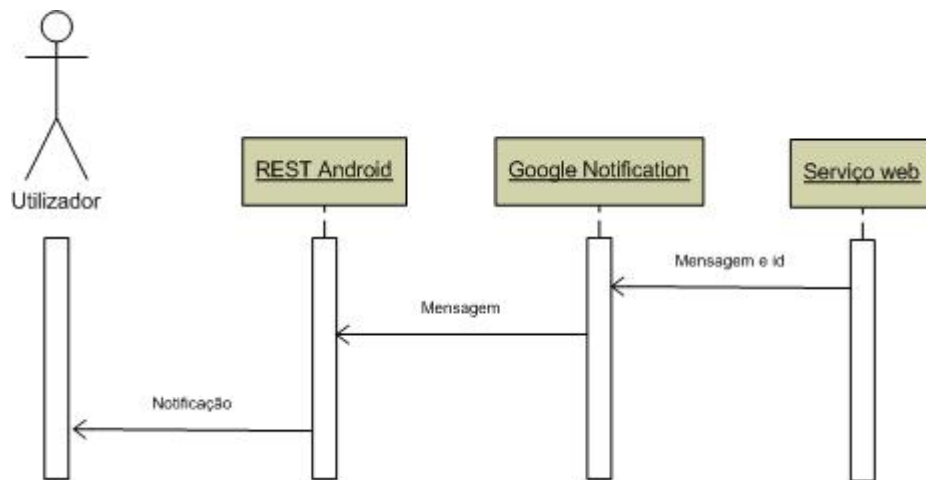 Utilizador
REST Android
Google Notification
Serviço web
Mensagem e id
Mensagem
Notificação